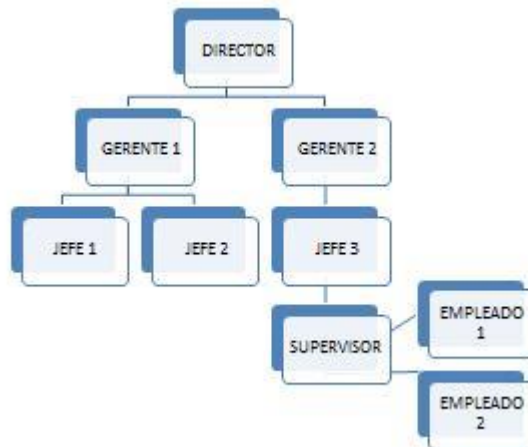 DIRECTOR
GERENTE 1
GERENTE 2
JEFE 1
JEFE 2
JEFE 3
SUPERVISOR
EMPLEADO
1
EMPLEADO
2